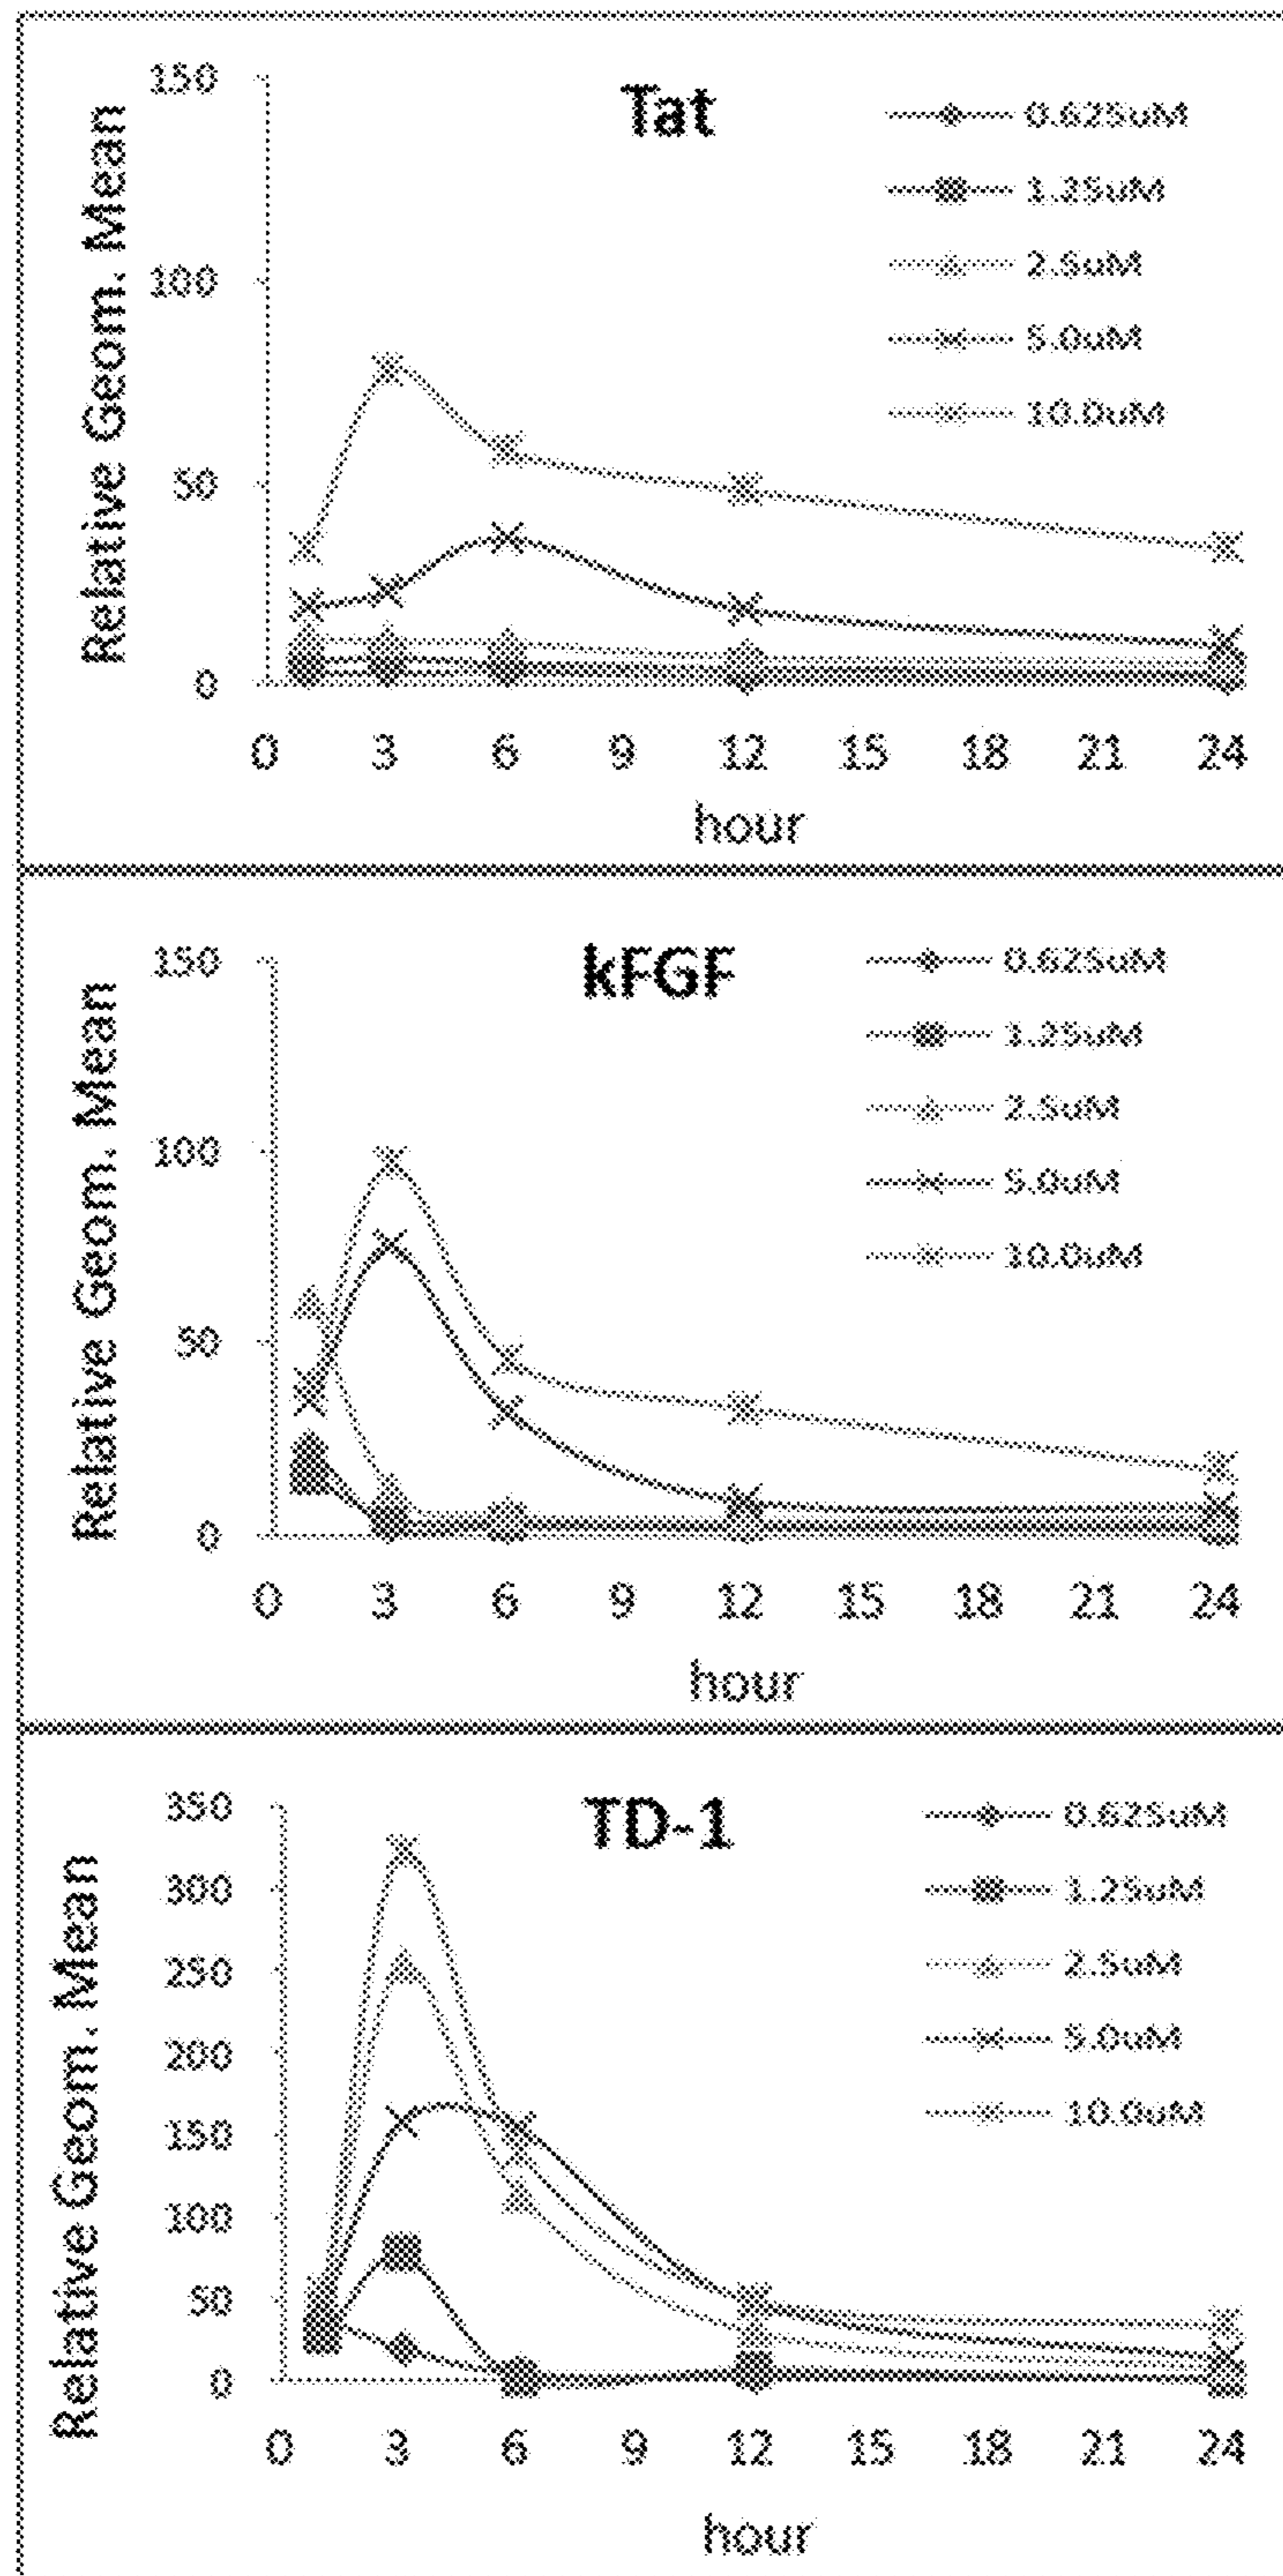 Tat
Relative Geom. Mean
150
100
50
0
0 3 6 9 12 15 18 21 24
hour
0.625uM
1.25uM
2.5uM
5.0uM
10.0uM
kFGF
Relative Geom. Mean
150
100
50
0
0 3 6 9 12 15 18 21 24
hour
0.625uM
1.25uM
2.5uM
5.0uM
10.0uM
TD-1
Relative Geom. Mean
350
300
250
200
150
100
50
0
0 3 6 9 12 15 18 21 24
hour
0.625uM
1.25uM
2.5uM
5.0uM
10.0uM